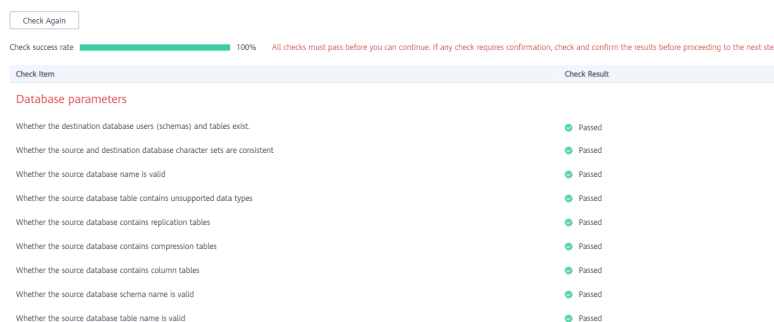 Check Again
Check success rate 100% All checks must pass before you can continue. If any check requires confirmation, check and confirm the results before proceeding to the next ste
Check Item Check Result
Database parameters
Whether the destination database users (schemas) and tables exist. Passed
Whether the source and destination database character sets are consistent Passed
Whether the source database name is valid Passed
Whether the source database table contains unsupported data types Passed
Whether the source database contains replication tables Passed
Whether the source database contains compression tables Passed
Whether the source database contains column tables Passed
Whether the source database schema name is valid Passed
Whether the source database table name is valid Passed